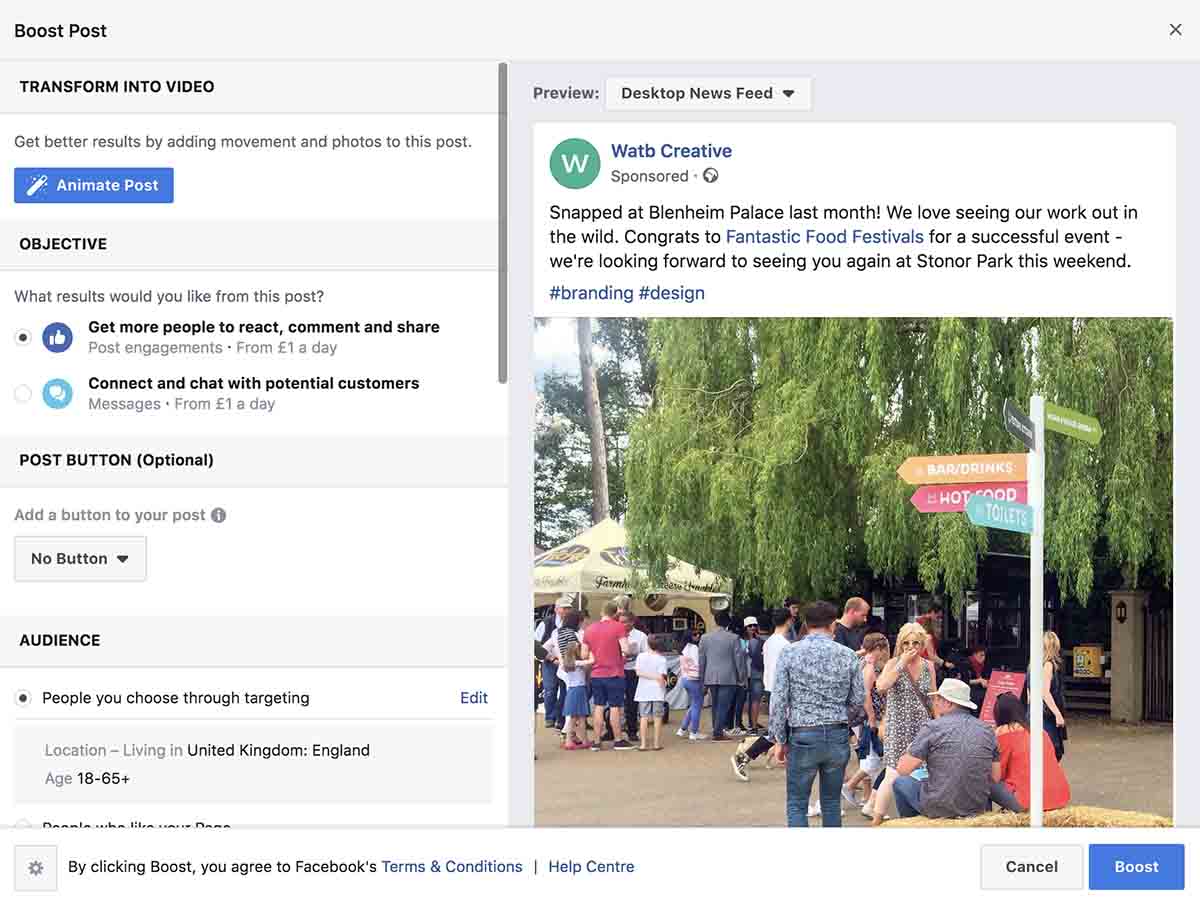 Boost Post
TRANSFORM INTO VIDEO
Get better results by adding movement and photos to this post.
Animate Post
OBJECTIVE
What results would you like from this post?
Get more people to react, comment and share
Post engagements · From £1 a day
Connect and chat with potential customers
Messages · From £1 a day
POST BUTTON (Optional)
Add a button to your post
No Button
AUDIENCE
People you choose through targeting
Edit
Location – Living in United Kingdom: England
Age 18-65+
People who like your Page
Preview:
Desktop News Feed
W
Watb Creative
Sponsored ·
Snapped at Blenheim Palace last month! We love seeing our work out in
the wild. Congrats to Fantastic Food Festivals for a successful event -
we're looking forward to seeing you again at Stonor Park this weekend.
#branding #design
BAR/DRINKS
HOT FOOD
TOILETS
By clicking Boost, you agree to Facebook's Terms & Conditions | Help Centre
Cancel
Boost